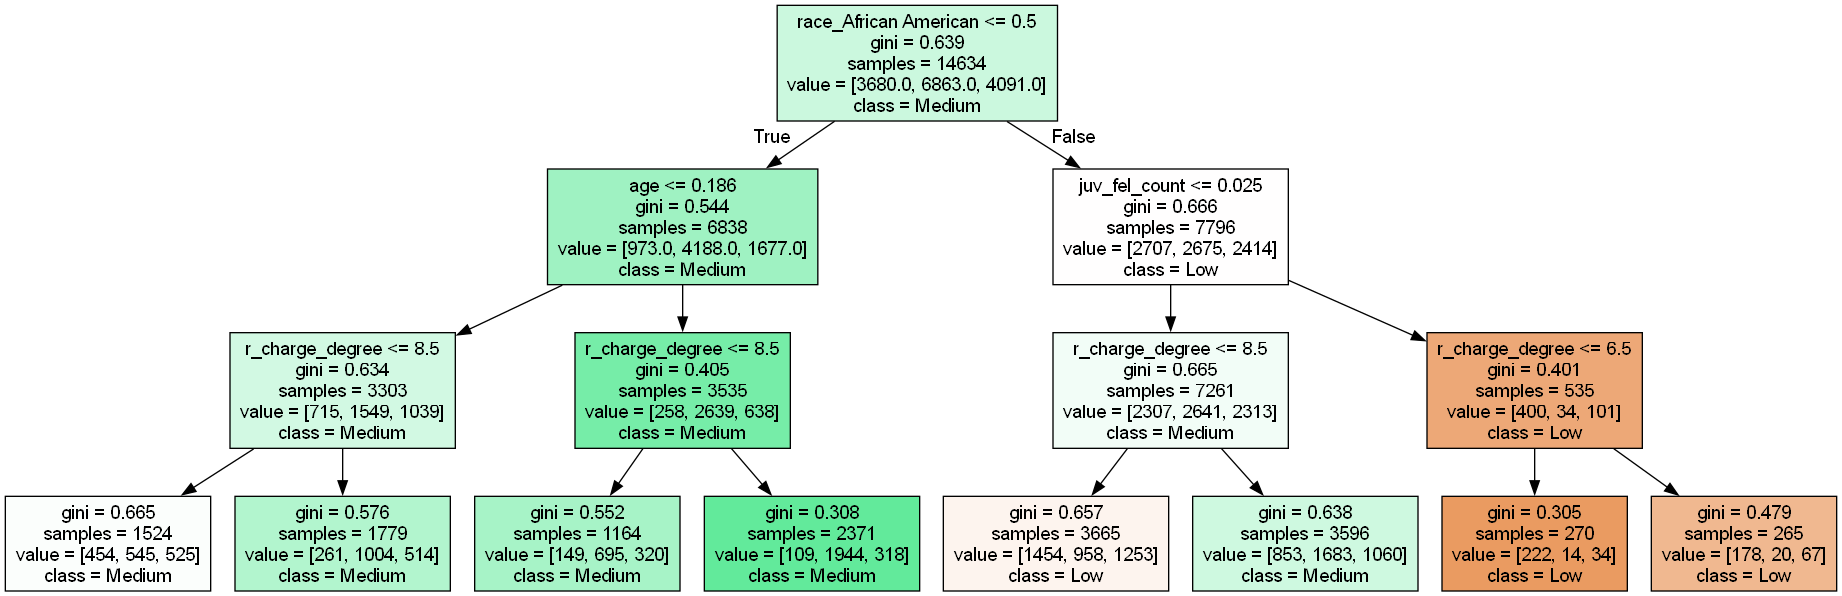 race_African American <= 0.5
gini = 0.639
samples = 14634
value = [3680.0, 6863.0, 4091.0]
class = Medium
True
False
age <= 0.186
gini = 0.544
samples = 6838
value = [973.0, 4188.0, 1677.0]
class = Medium
juv_fel_count <= 0.025
gini = 0.666
samples = 7796
value = [2707, 2675, 2414]
class = Low
r_charge_degree <= 8.5
gini = 0.634
samples = 3303
value = [715, 1549, 1039]
class = Medium
r_charge_degree <= 8.5
gini = 0.405
samples = 3535
value = [258, 2639, 638]
class = Medium
r_charge_degree <= 8.5
gini = 0.665
samples = 7261
value = [2307, 2641, 2313]
class = Medium
r_charge_degree <= 6.5
gini = 0.401
samples = 535
value = [400, 34, 101]
class = Low
gini = 0.665
samples = 1524
value = [454, 545, 525]
class = Medium
gini = 0.576
samples = 1779
value = [261, 1004, 514]
class = Medium
gini = 0.552
samples = 1164
value = [149, 695, 320]
class = Medium
gini = 0.308
samples = 2371
value = [109, 1944, 318]
class = Medium
gini = 0.657
samples = 3665
value = [1454, 958, 1253]
class = Low
gini = 0.638
samples = 3596
value = [853, 1683, 1060]
class = Medium
gini = 0.305
samples = 270
value = [222, 14, 34]
class = Low
gini = 0.479
samples = 265
value = [178, 20, 67]
class = Low